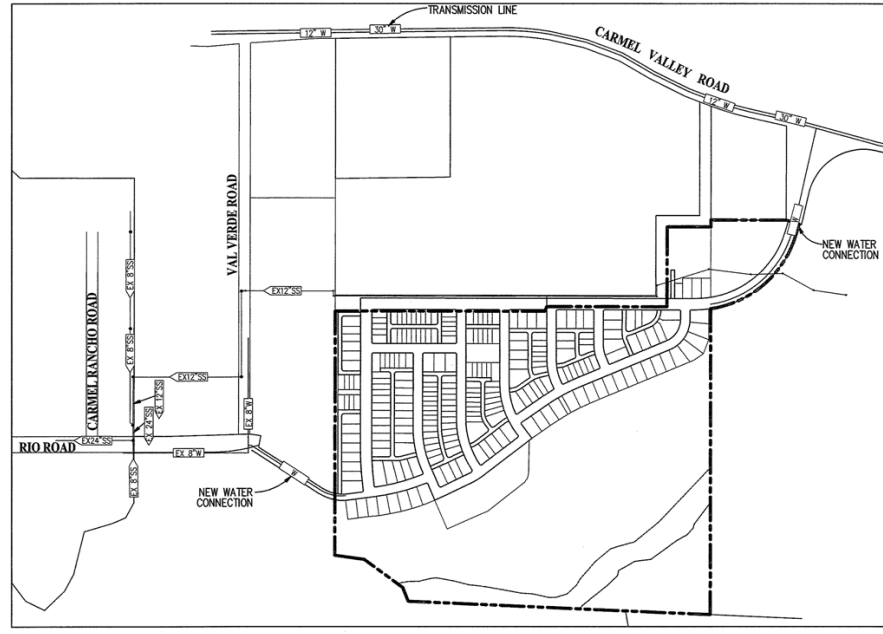 TRANSMISSION LINE
12" W
30" W
CARMEL VALLEY ROAD
12" W
30" W
W
NEW WATER
CONNECTION
VAL VERDE ROAD
CARMEL RANCHO ROAD
EX 8"SS
EX12"SS
EX 8"SS
EX12"SS
EX 12"SS
EX 24"SS
EX 8"W
RIO ROAD
EX24"SS
EX 8"W
EX 8"SS
W
NEW WATER
CONNECTION